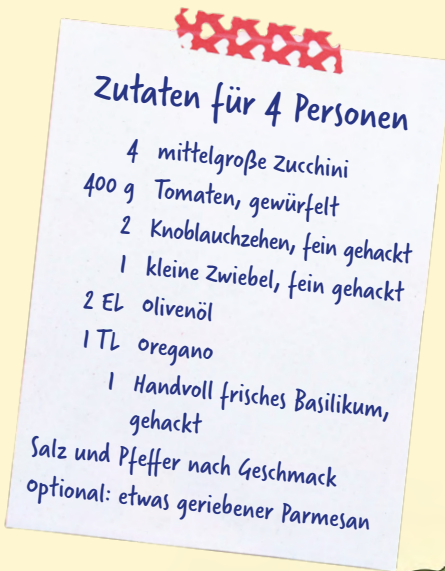 Zutaten für 4 Personen
4 mittelgroße Zucchini
400 g Tomaten, gewürfelt
2 Knoblauchzehen, fein gehackt
1 kleine Zwiebel, fein gehackt
2 EL Olivenöl
1 TL Oregano
1 Handvoll frisches Basilikum,
gehackt
Salz und Pfeffer nach Geschmack
optional: etwas geriebener Parmesan